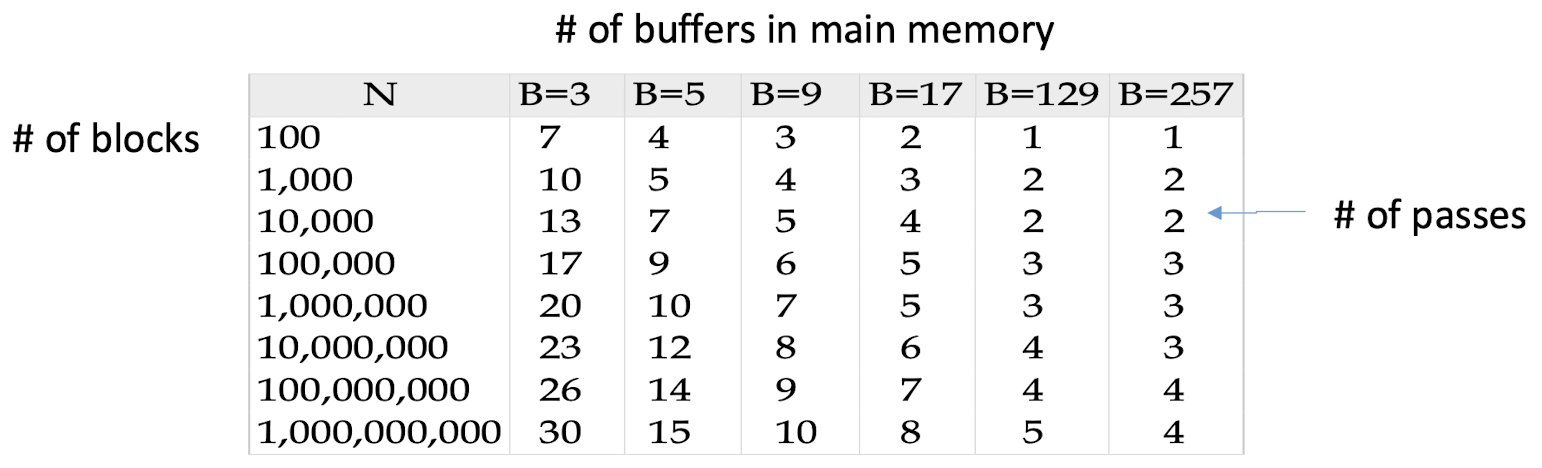 # of buffers in main memory
N B=3 B=5 B=9 B=17 B=129 B=257
# of blocks
100 7 4 3 2 1 1
1,000 10 5 4 3 2 2
10,000 13 7 5 4 2 2
# of passes
100,000 17 9 6 5 3 3
1,000,000 20 10 7 5 3 3
10,000,000 23 12 8 6 4 3
100,000,000 26 14 9 7 4 4
1,000,000,000 30 15 10 8 5 4